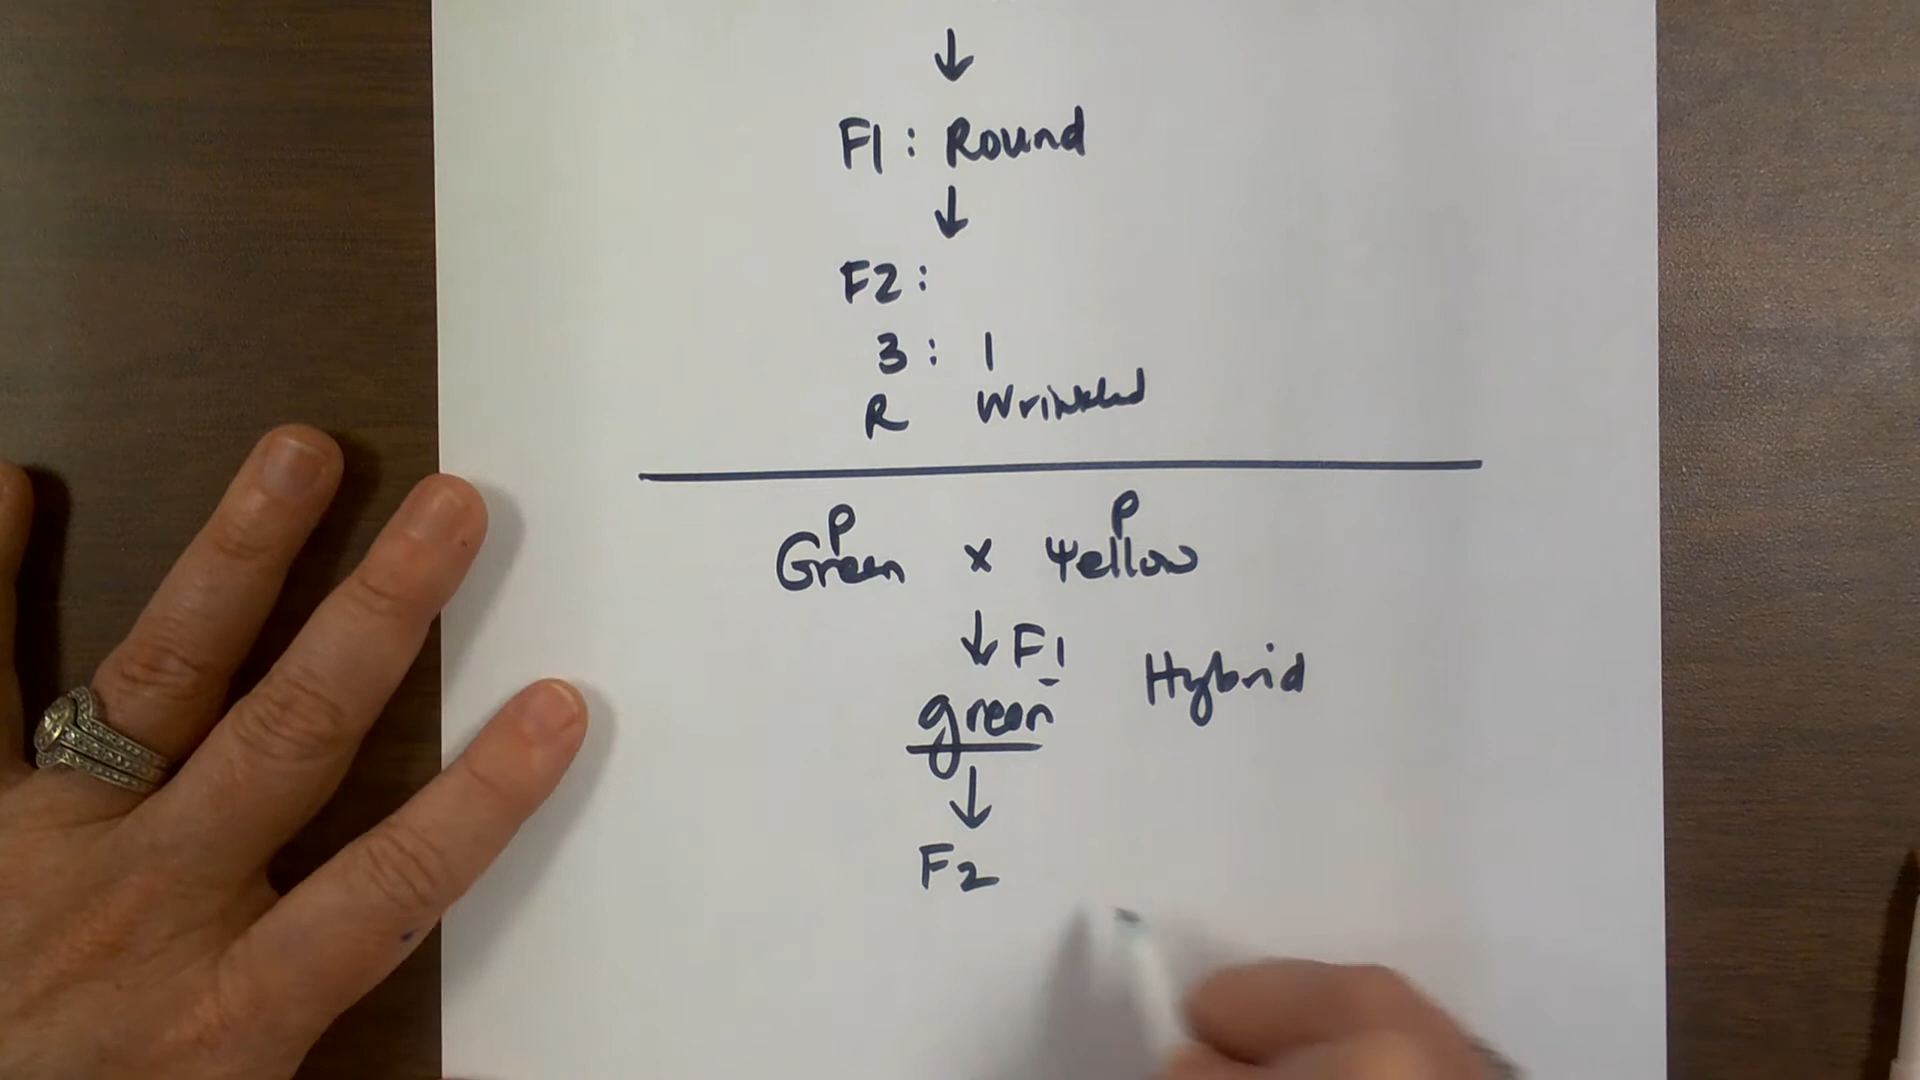 F1: Round
F2:
3: 1
R Wrinkled
P P
Green x Yellow
F1
green Hybrid
F2